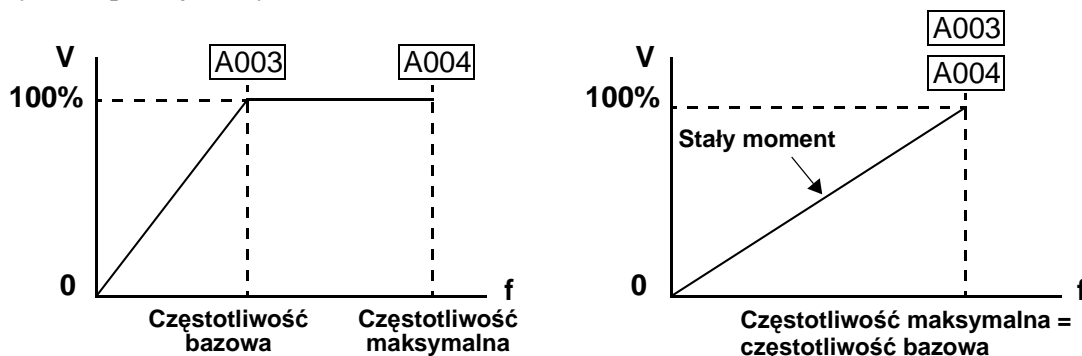 V
A003
A004
100%
0
f
Częstotliwość
bazowa
Częstotliwość
maksymalna
A003
A004
V
100%
Stały moment
0
f
Częstotliwość maksymalna =
częstotliwość bazowa